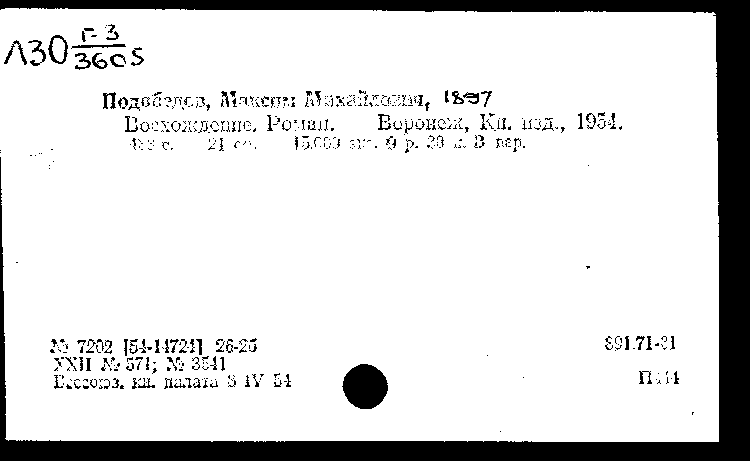 Л30 Г-3
3605
Подобедов, Максим Михайлович, 1897
Восхождение. Роман. Воронеж, Кн. изд., 1954.
с. 21 см. 15.000 экз. 9 р. 20 к. В пер.
№ 7202 [54-14724] 26-25
XXII № 571; № 3541 891.71-31
Всесоюз. кн. палата 8 IV 54